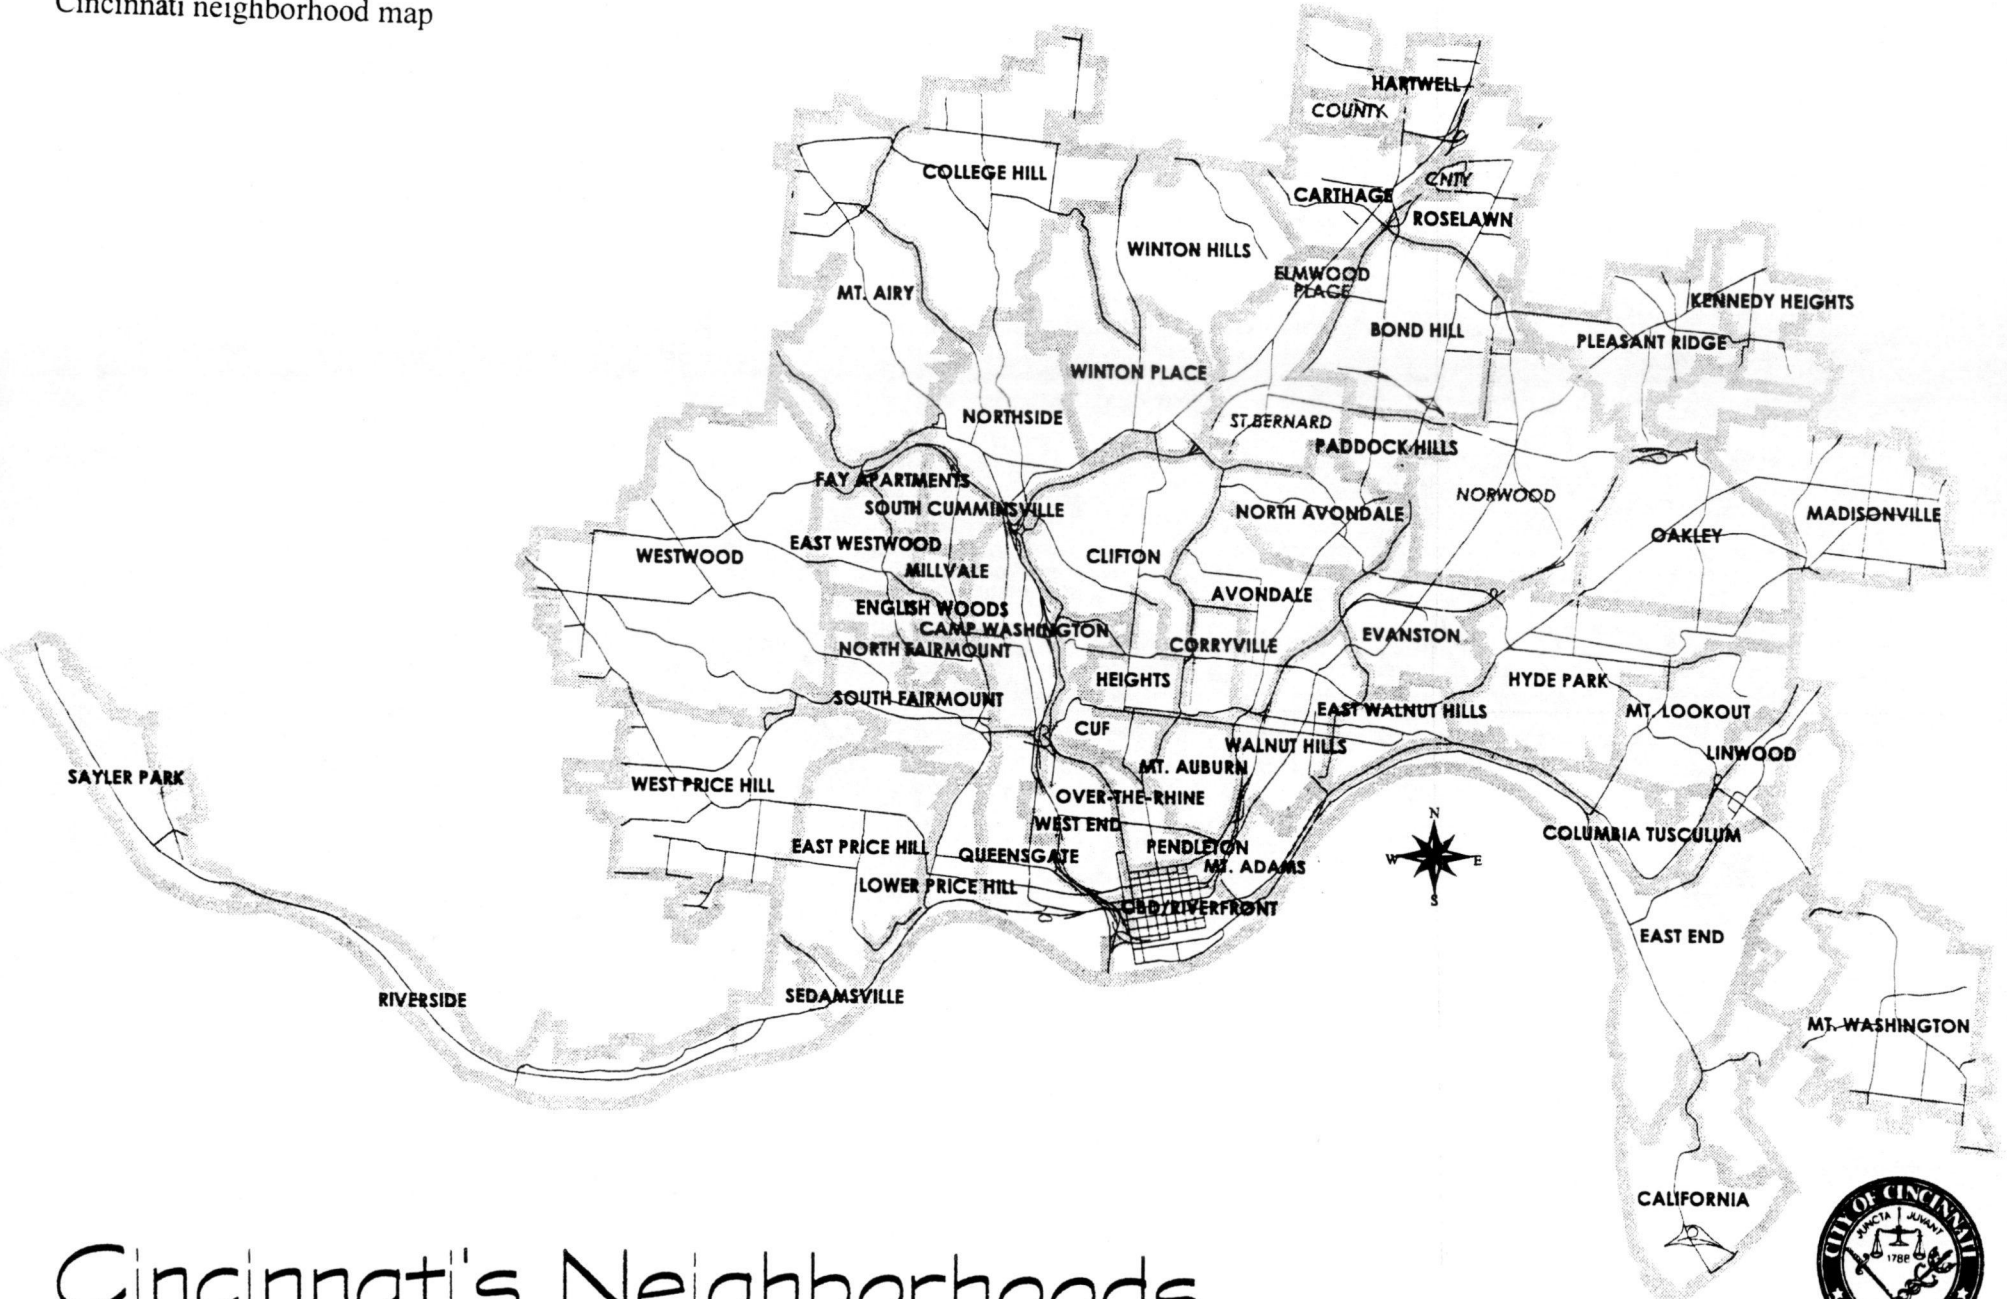 Cincinnati neighborhood map
HARTWELL
COUNTY
COLLEGE HILL
CNTY
CARTHAGE
ROSELAWN
WINTON HILLS
ELMWOOD
PLACE
MT. AIRY
KENNEDY HEIGHTS
BOND HILL
PLEASANT RIDGE
WINTON PLACE
NORTHSIDE
ST.BERNARD
PADDOCK HILLS
FAY APARTMENTS
NORWOOD
SOUTH CUMMINSVILLE
NORTH AVONDALE
MADISONVILLE
OAKLEY
EAST WESTWOOD
WESTWOOD
CLIFTON
MILLVALE
AVONDALE
ENGLISH WOODS
CAMP WASHINGTON
EVANSTON
CORRYVILLE
NORTH FAIRMOUNT
HEIGHTS
HYDE PARK
SOUTH FAIRMOUNT
EAST WALNUT HILLS
MT. LOOKOUT
CUF
WALNUT HILLS
LINWOOD
MT. AUBURN
SAYLER PARK
WEST PRICE HILL
OVER-THE-RHINE
WEST END
COLUMBIA TUSCULUM
EAST PRICE HILL
PENDLETON
QUEENSGATE
MT. ADAMS
LOWER PRICE HILL
CBD/RIVERFRONT
N
W
E
S
EAST END
SEDAMSVILLE
RIVERSIDE
MT. WASHINGTON
CALIFORNIA
CITY OF CINCINNATI
JUNCTA JUVANT
1788
Cincinnati's Neighborhoods